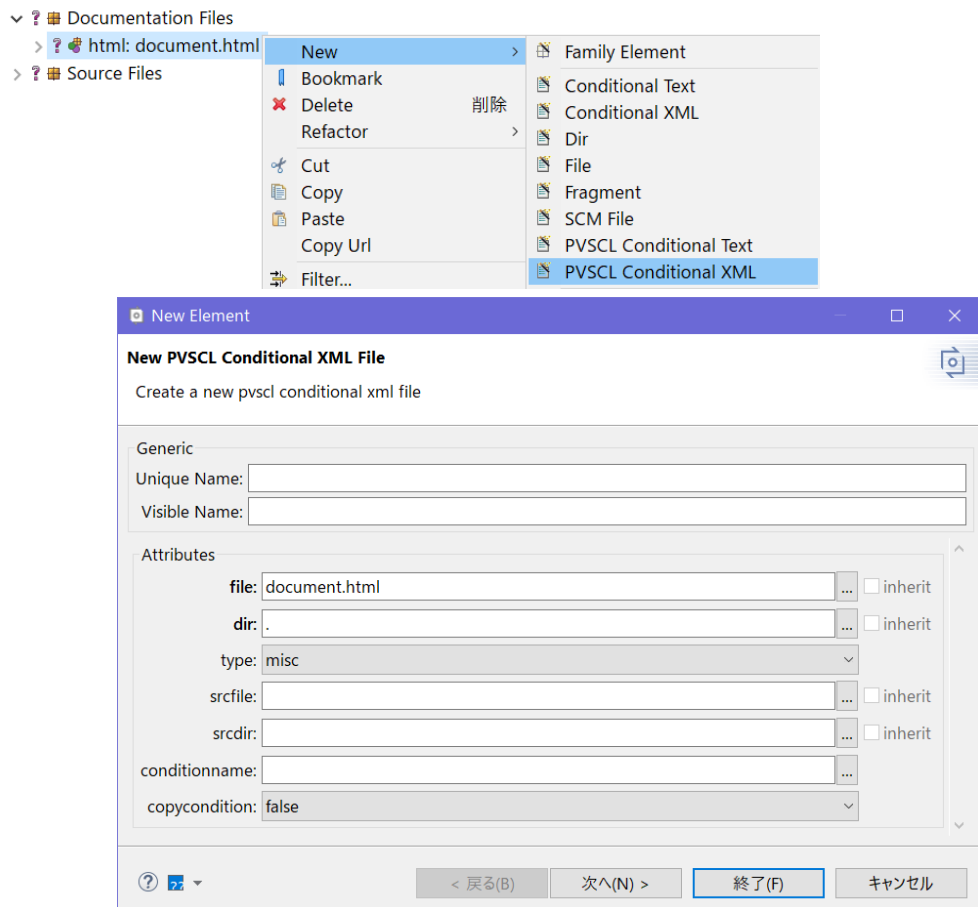 Documentation Files
html: document.html
Source Files
New
Bookmark
Delete 削除
Refactor
Cut
Copy
Paste
Copy Url
Filter...
Family Element
Conditional Text
Conditional XML
Dir
File
Fragment
SCM File
PVSCL Conditional Text
PVSCL Conditional XML
New Element
New PVSCL Conditional XML File
Create a new pvscl conditional xml file
Generic
Unique Name:
Visible Name:
Attributes
file: document.html ... inherit
dir: . ... inherit
type: misc
srcfile: ... inherit
srcdir: ... inherit
conditionname: ...
copycondition: false
< 戻る(B) 次へ(N) > 終了(F) キャンセル